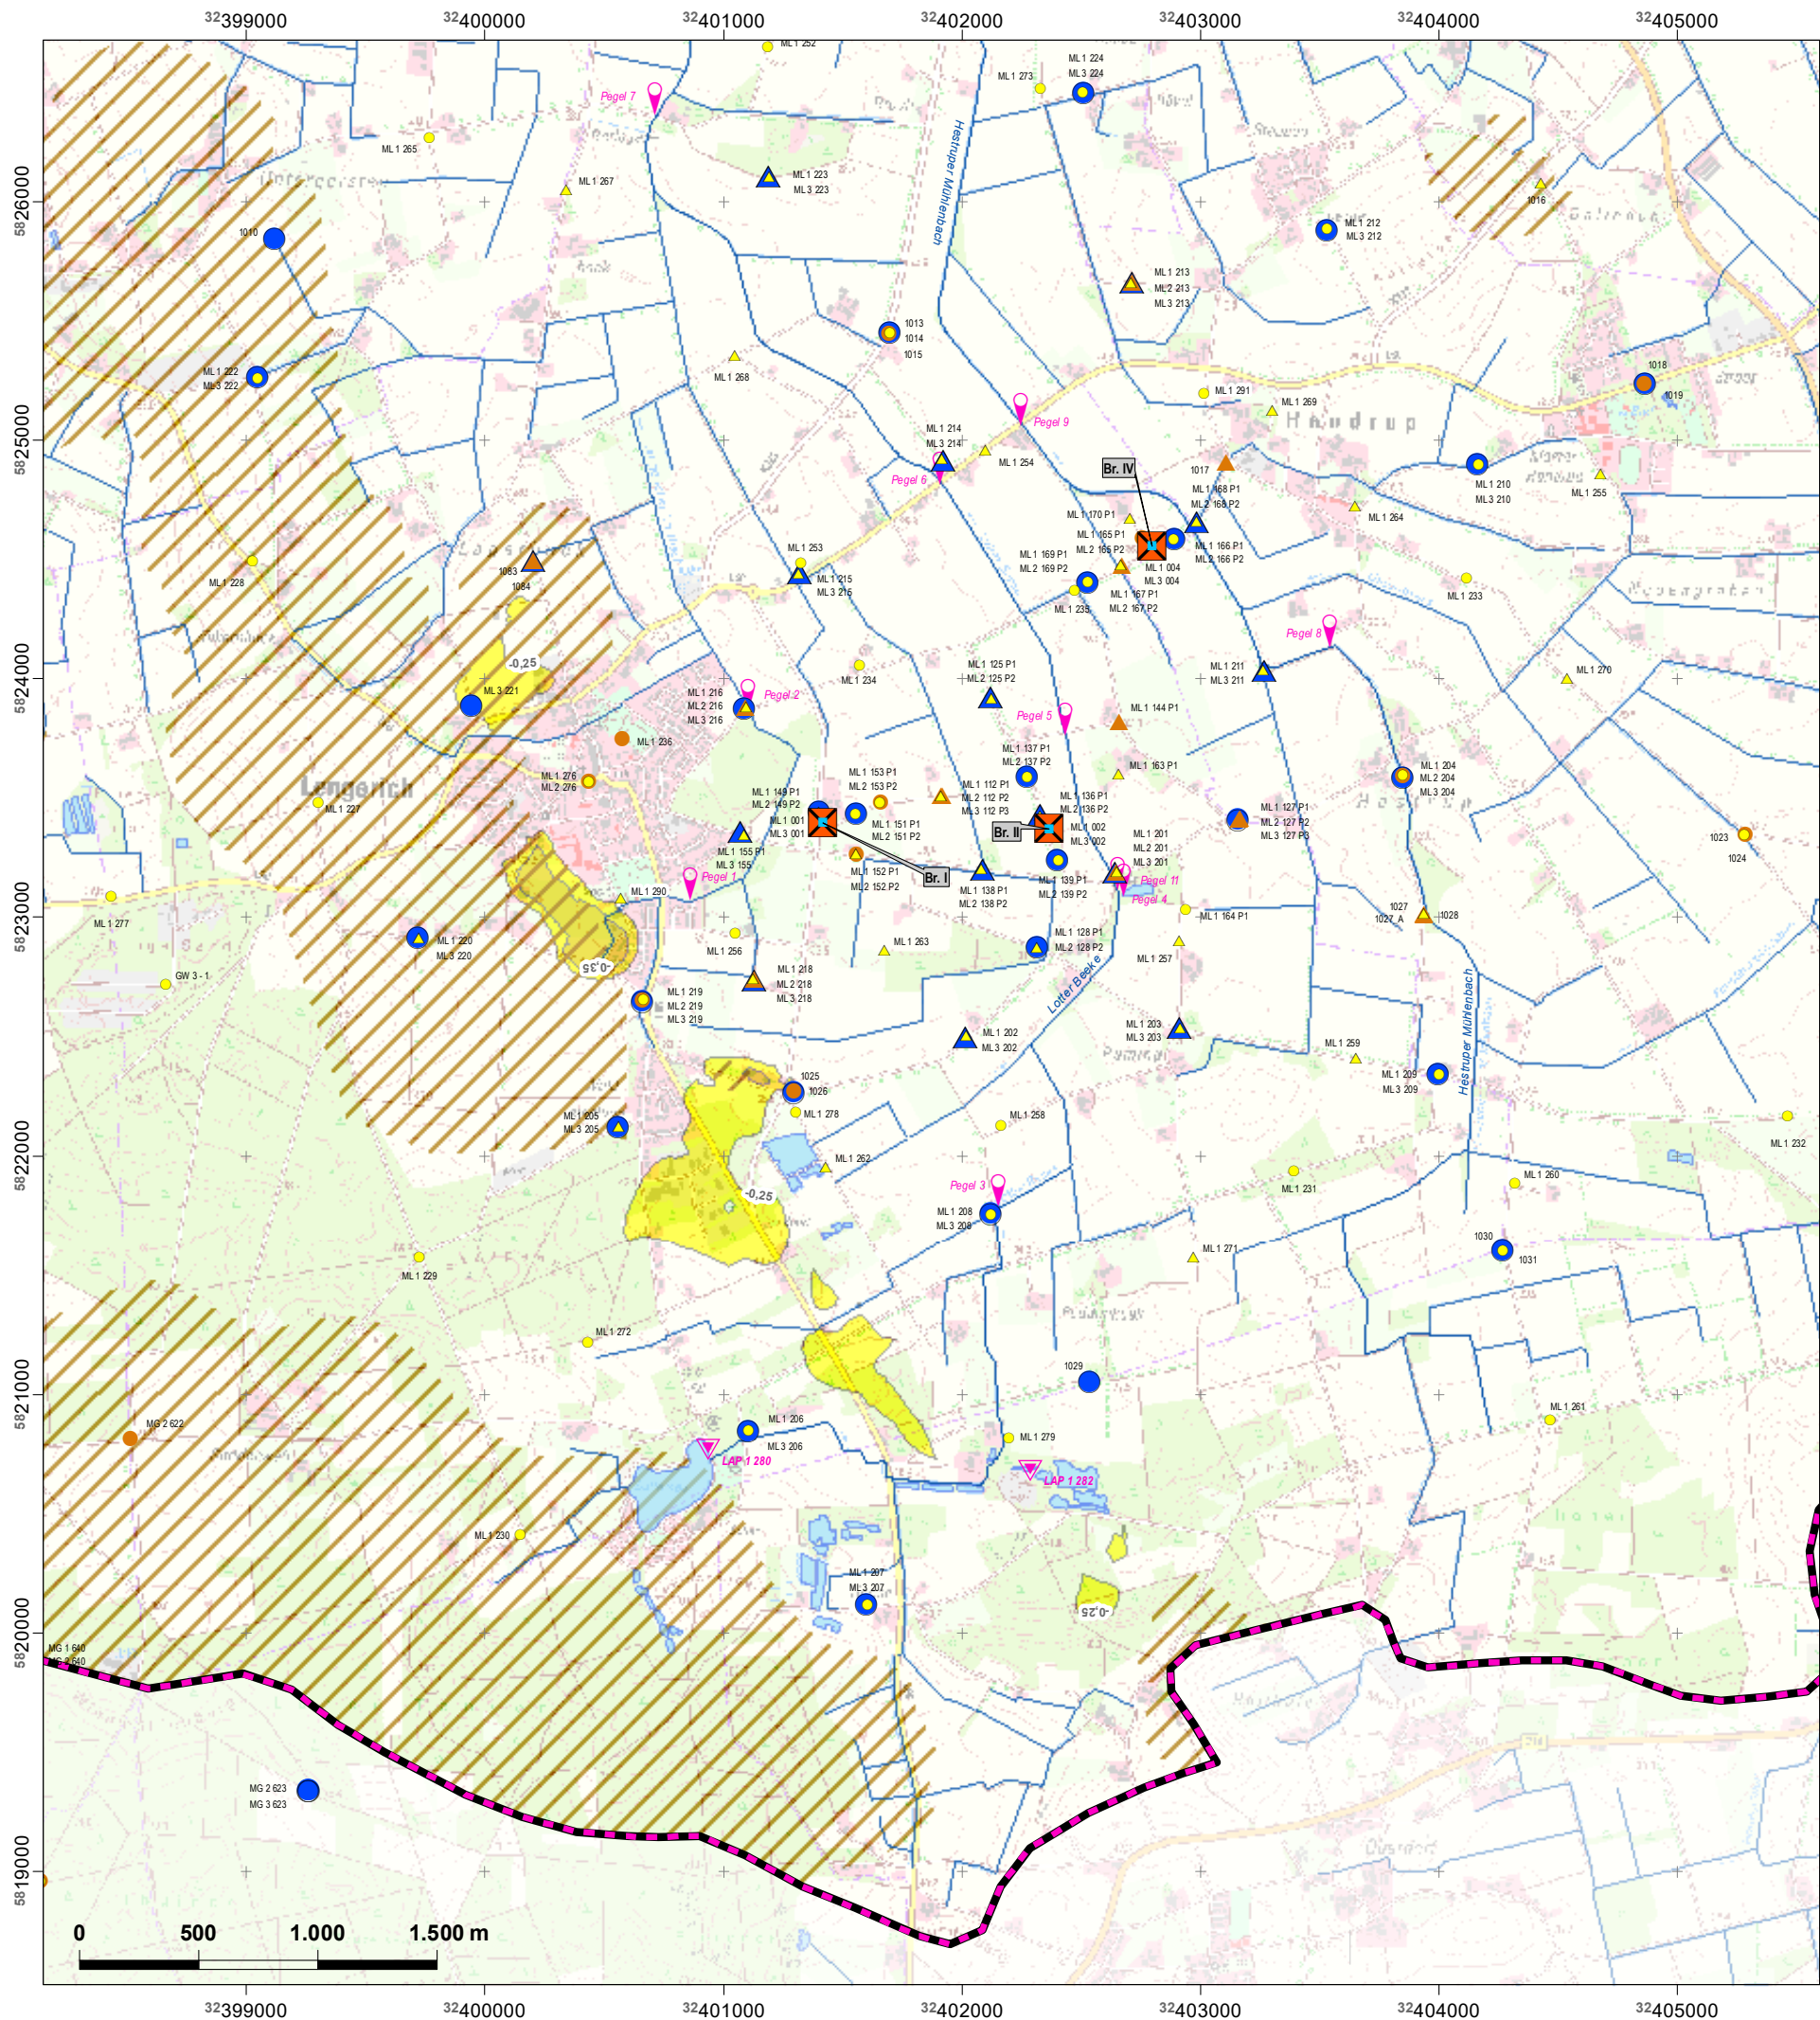 32399000 32400000 32401000 32402000 32403000 32404000 32405000
5826000
5825000
5824000
5823000
5822000
5821000
5820000
5819000
ML 1 252
ML 1 224
ML 3 224
ML 1 273
Pegel 7
ML 1 265
ML 1 267
ML 1 223
ML 3 223
Hestruper Mühlenbach
1016
1010
ML 1 212
ML 3 212
ML 1 213
ML 2 213
ML 3 213
1013
1014
1015
ML 1 268
ML 1 222
ML 3 222
1018
1019
ML 1 291
ML 1 269
Handrup
Pegel 9
ML 1 214
ML 3 214
ML 1 254
Pegel 6
Br. IV
1017
ML 1 210
ML 3 210
ML 1 255
ML 1 168 P1
ML 2 168 P2
ML 1 264
ML 1 170 P1
ML 1 165 P1
ML 2 165 P2
ML 1 166 P1
ML 2 166 P2
ML 1 169 P1
ML 2 169 P2
ML 1 004
ML 3 004
ML 1 253
ML 1 215
ML 3 215
1083
1084
ML 1 228
ML 1 235
ML 1 167 P1
ML 2 167 P2
ML 1 233
Pegel 8
-0,25
ML 1 234
ML 1 125 P1
ML 2 125 P2
ML 1 211
ML 3 211
ML 1 270
ML 3 221
ML 1 216
ML 2 216
ML 3 216
Pegel 2
Pegel 5
ML 1 144 P1
ML 1 236
ML 1 137 P1
ML 2 137 P2
ML 1 163 P1
ML 1 204
ML 2 204
ML 3 204
ML 1 276
ML 2 276
Lengerich
ML 1 227
ML 1 149 P1
ML 2 149 P2
ML 1 001
ML 3 001
ML 1 153 P1
ML 2 153 P2
ML 1 112 P1
ML 2 112 P2
ML 3 112 P3
ML 1 136 P1
ML 2 136 P2
ML 1 151 P1
ML 2 151 P2
Br. II
ML 1 002
ML 3 002
ML 1 127 P1
ML 2 127 P2
ML 3 127 P3
1023
1024
ML 1 155 P1
ML 3 155
ML 1 152 P1
ML 2 152 P2
Br. I
ML 1 138 P1
ML 2 138 P2
ML 1 139 P1
ML 2 139 P2
ML 1 201
ML 2 201
ML 3 201
Pegel 11
Pegel 4
Pegel 1
ML 1 290
ML 1 277
ML 1 164 P1
1027
1027_A
1028
ML 1 220
ML 3 220
ML 1 256
ML 1 263
ML 1 128 P1
ML 2 128 P2
ML 1 257
-0,35
GW 3 - 1
ML 1 218
ML 2 218
ML 3 218
ML 1 219
ML 2 219
ML 3 219
Lotter Beeke
Hestruper Mühlenbach
ML 1 202
ML 3 202
ML 1 203
ML 3 203
ML 1 259
ML 1 209
ML 3 209
1025
1026
ML 1 278
ML 1 205
ML 3 205
ML 1 258
ML 1 232
ML 1 262
-0,25
Pegel 3
ML 1 208
ML 3 208
ML 1 231
ML 1 260
1030
1031
ML 1 229
ML 1 271
ML 1 272
1029
MG 2 622
ML 1 206
ML 3 206
LAP 1 280
ML 1 279
LAP 1 282
ML 1 261
ML 1 230
ML 1 207
ML 3 207
-0,25
MG 1 640
MG 2 640
MG 2 623
MG 3 623
0 500 1.000 1.500 m
32399000 32400000 32401000 32402000 32403000 32404000 32405000